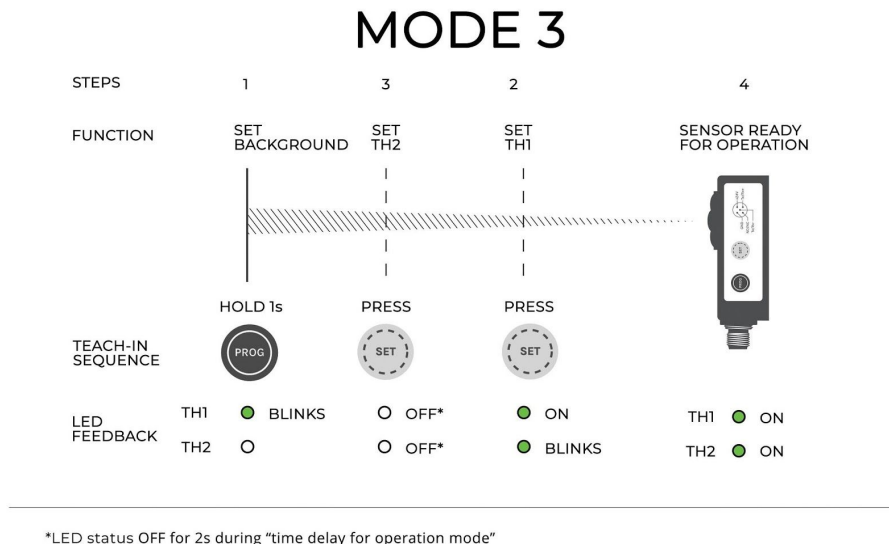 MODE 3
STEPS 1 3 2 4
FUNCTION SET BACKGROUND SET TH2 SET TH1 SENSOR READY FOR OPERATION
HOLD 1s PRESS PRESS
TEACH-IN SEQUENCE PROG SET SET
LED FEEDBACK
TH1 BLINKS OFF* ON TH1 ON
TH2 OFF* BLINKS TH2 ON
*LED status OFF for 2s during “time delay for operation mode”